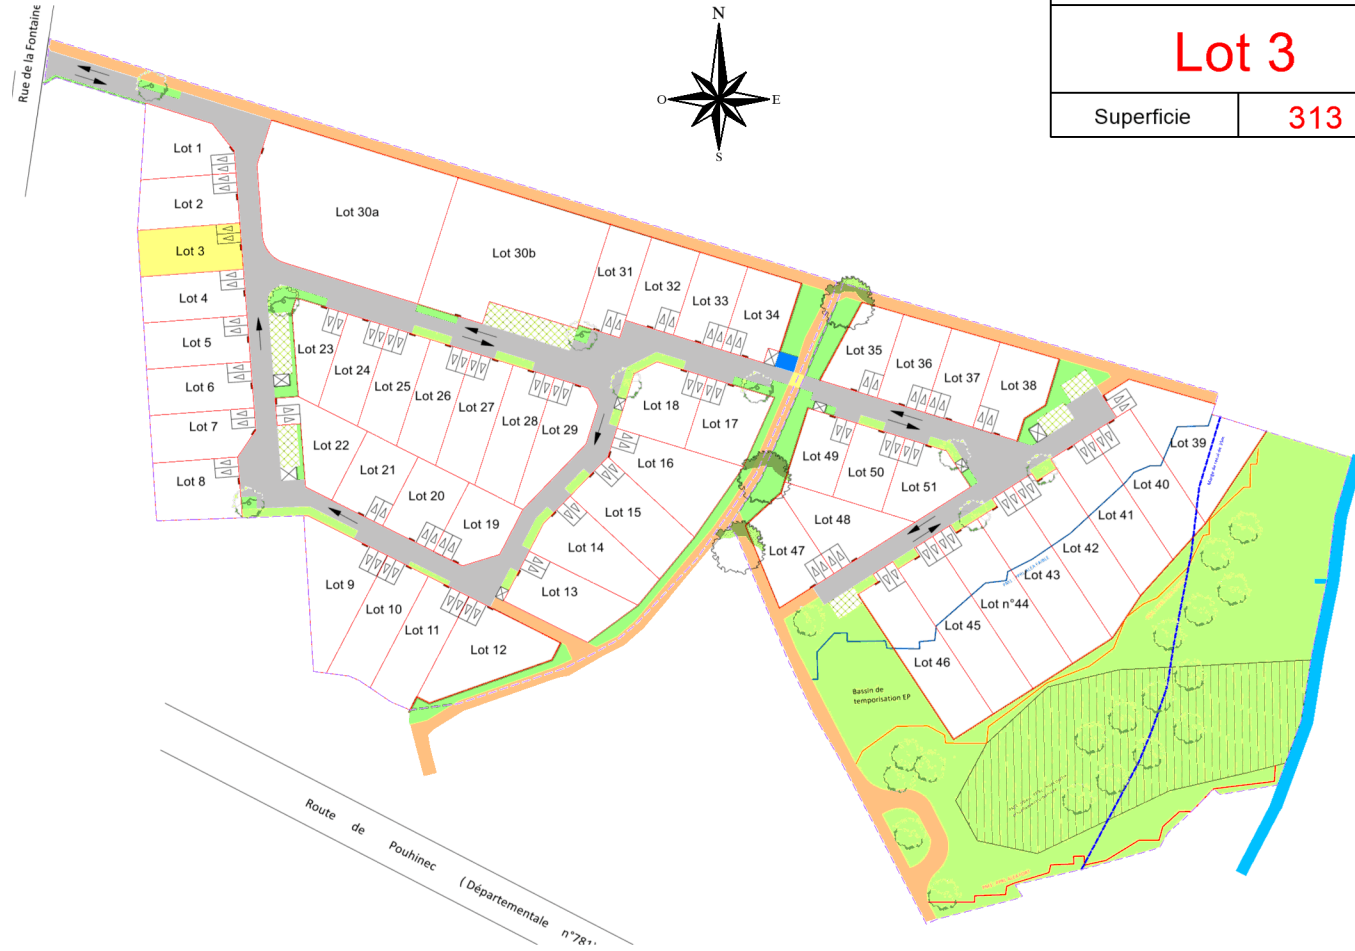 Rue de la Fontaine
N
O
E
S
Lot 3
Superficie
313
Lot 1
Lot 2
Lot 3
Lot 4
Lot 5
Lot 6
Lot 7
Lot 8
Lot 30a
Lot 30b
Lot 31
Lot 32
Lot 33
Lot 34
Lot 35
Lot 36
Lot 37
Lot 38
Lot 23
Lot 24
Lot 25
Lot 26
Lot 27
Lot 28
Lot 29
Lot 18
Lot 17
Lot 16
Lot 15
Lot 14
Lot 13
Lot 22
Lot 21
Lot 20
Lot 19
Lot 49
Lot 50
Lot 51
Lot 48
Lot 47
Lot 39
Lot 40
Lot 41
Lot 42
Lot 43
Lot n°44
Lot 45
Lot 46
Lot 9
Lot 10
Lot 11
Lot 12
Bassin de
temporisation EP
Route de Pouhinec (Départementale n°781